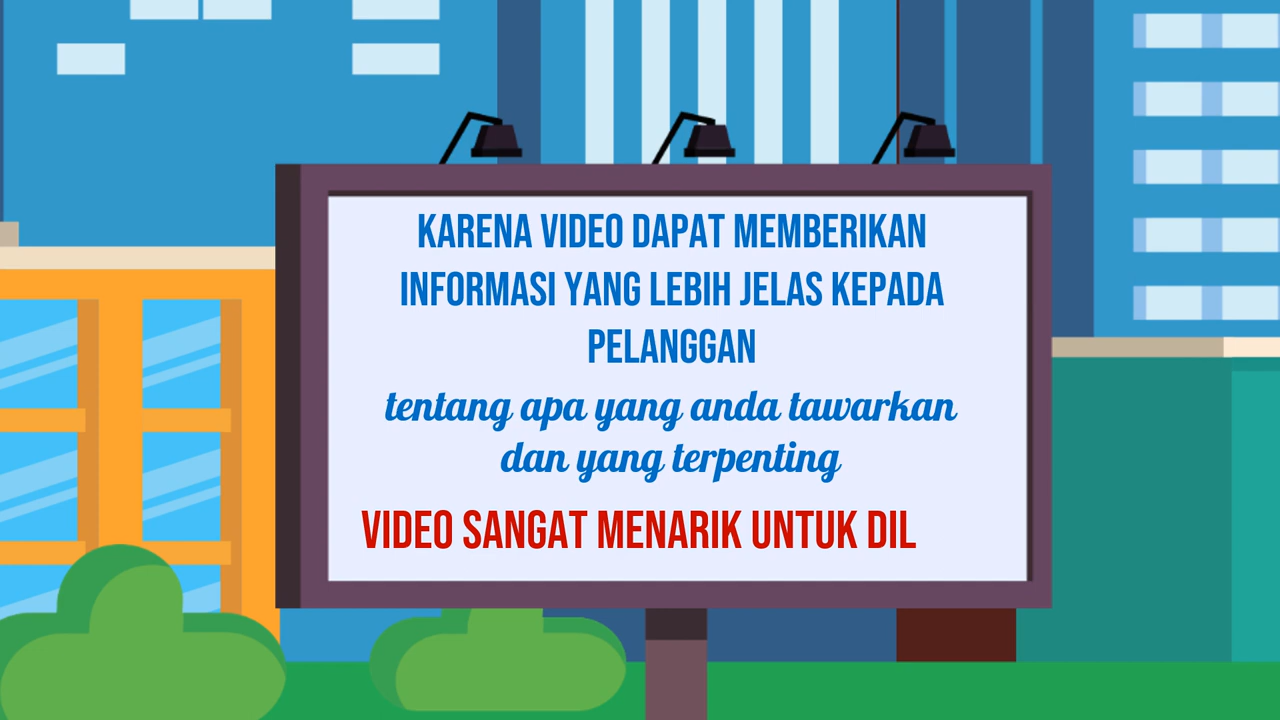 KARENA VIDEO DAPAT MEMBERIKAN
INFORMASI YANG LEBIH JELAS KEPADA
PELANGGAN
tentang apa yang anda tawarkan
dan yang terpenting
VIDEO SANGAT MENARIK UNTUK DIL